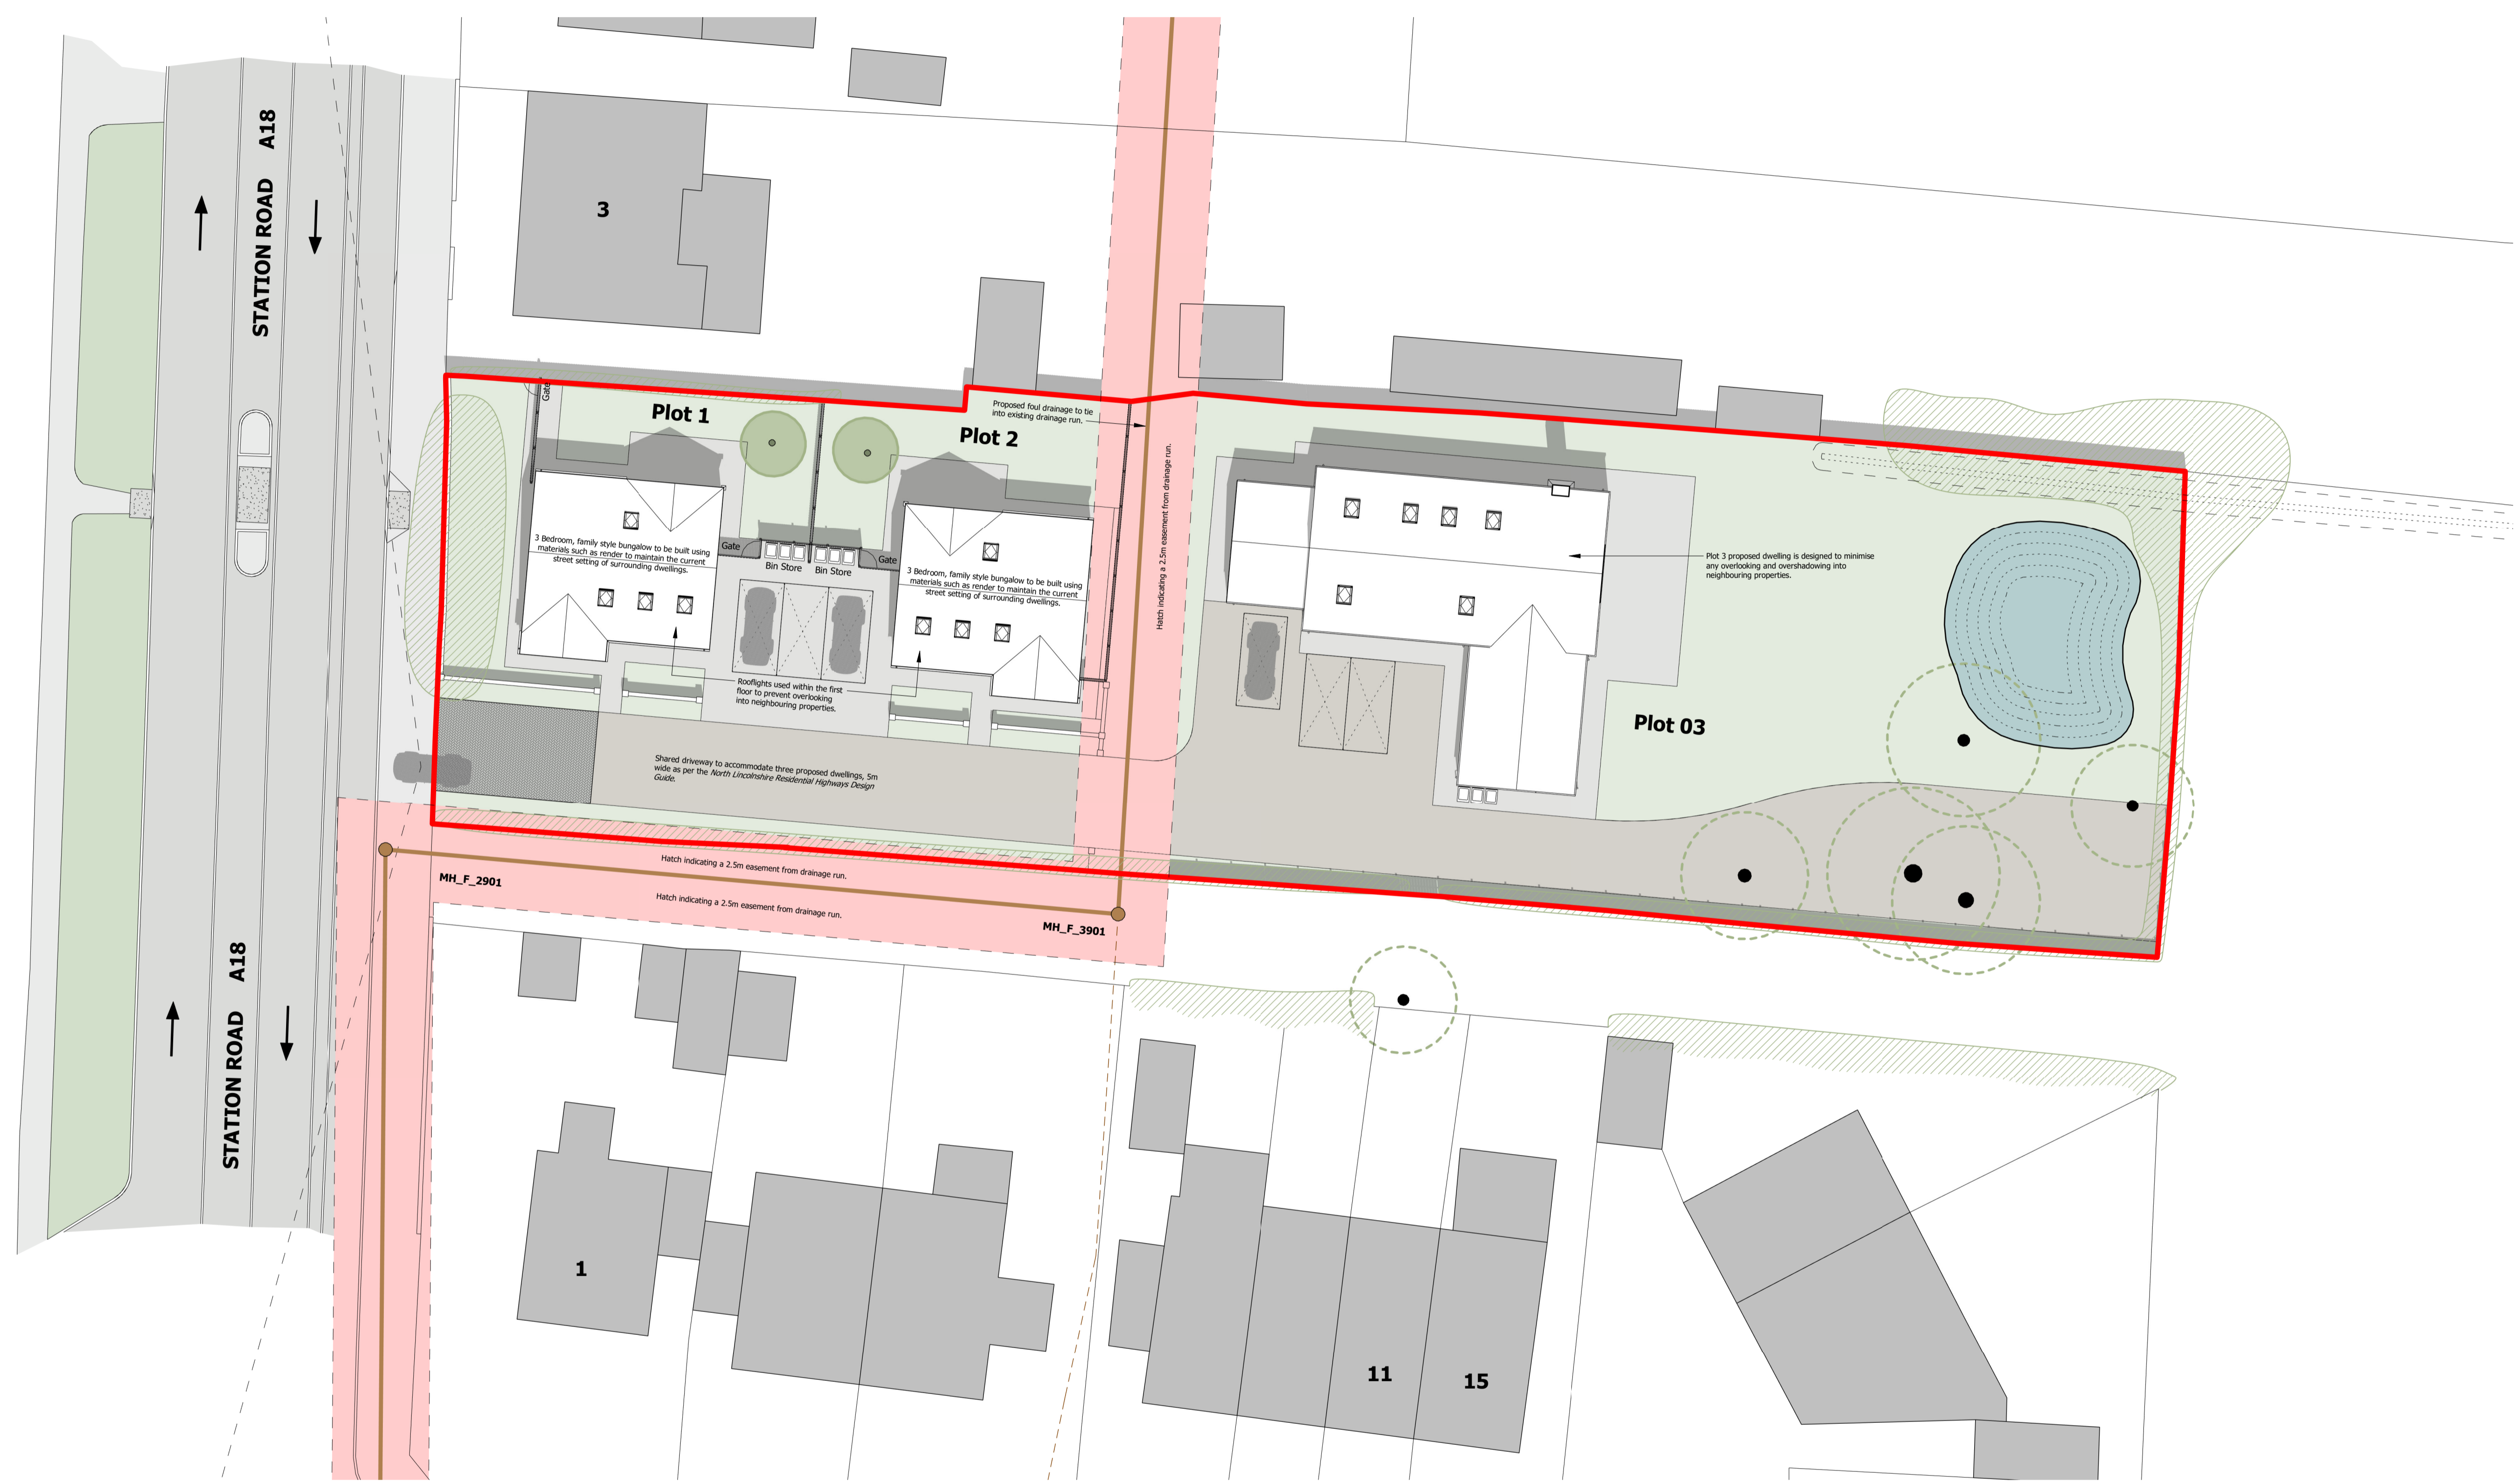 STATION ROAD    A18
3
Gate
Plot 1
Plot 2
Proposed foul drainage to tie
into existing drainage run.
Hatch indicating a 2.5m easement from drainage run.
3 Bedroom, family style bungalow to be built using
materials such as render to maintain the current
street setting of surrounding dwellings.
Gate
Bin Store
Bin Store
Gate
3 Bedroom, family style bungalow to be built using
materials such as render to maintain the current
street setting of surrounding dwellings.
Plot 3 proposed dwelling is designed to minimise
any overlooking and overshadowing into
neighbouring properties.
Rooflights used within the first
floor to prevent overlooking
into neighbouring properties.
Plot 03
Shared driveway to accommodate three proposed dwellings, 5m
wide as per the North Lincolnshire Residential Highways Design
Guide.
Hatch indicating a 2.5m easement from drainage run.
MH_F_2901
Hatch indicating a 2.5m easement from drainage run.
MH_F_3901
STATION ROAD    A18
1
11
15